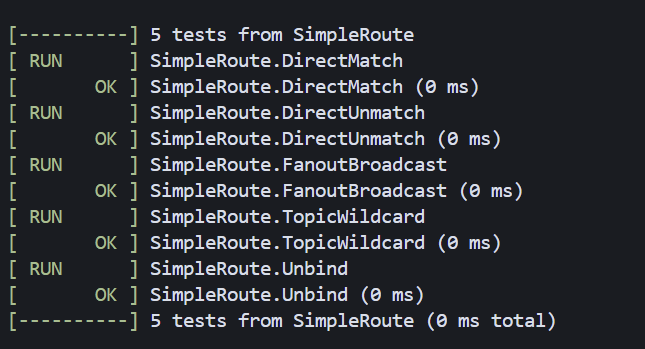 [----------] 5 tests from SimpleRoute
[ RUN      ] SimpleRoute.DirectMatch
[       OK ] SimpleRoute.DirectMatch (0 ms)
[ RUN      ] SimpleRoute.DirectUnmatch
[       OK ] SimpleRoute.DirectUnmatch (0 ms)
[ RUN      ] SimpleRoute.FanoutBroadcast
[       OK ] SimpleRoute.FanoutBroadcast (0 ms)
[ RUN      ] SimpleRoute.TopicWildcard
[       OK ] SimpleRoute.TopicWildcard (0 ms)
[ RUN      ] SimpleRoute.Unbind
[       OK ] SimpleRoute.Unbind (0 ms)
[----------] 5 tests from SimpleRoute (0 ms total)